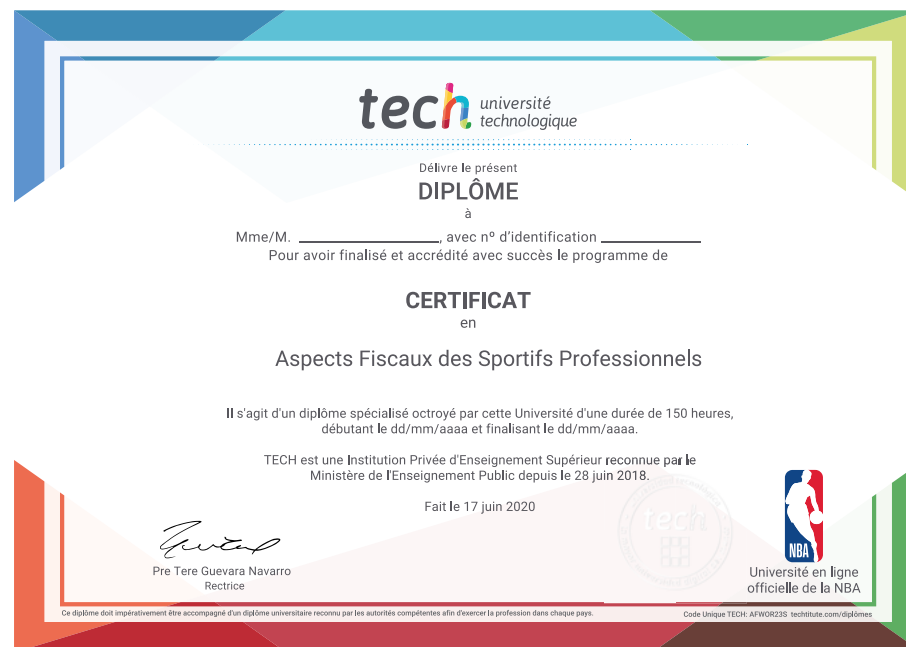 tech université
technologique
Délivre le présent
DIPLÔME
à
Mme/M. ____________________, avec nº d'identification ______________
Pour avoir finalisé et accrédité avec succès le programme de
CERTIFICAT
en
Aspects Fiscaux des Sportifs Professionnels
Il s'agit d'un diplôme spécialisé octroyé par cette Université d'une durée de 150 heures,
débutant le dd/mm/aaaa et finalisant le dd/mm/aaaa.
TECH est une Institution Privée d'Enseignement Supérieur reconnue par le
Ministère de l'Enseignement Public depuis le 28 juin 2018.
Fait le 17 juin 2020
tech
Pre Tere Guevara Navarro
Rectrice
NBA
Université en ligne
officielle de la NBA
Ce diplôme doit impérativement être accompagné d'un diplôme universitaire reconnu par les autorités compétentes afin d'exercer la profession dans chaque pays.
Code Unique TECH: AFWOR23S techtitute.com/diplômes